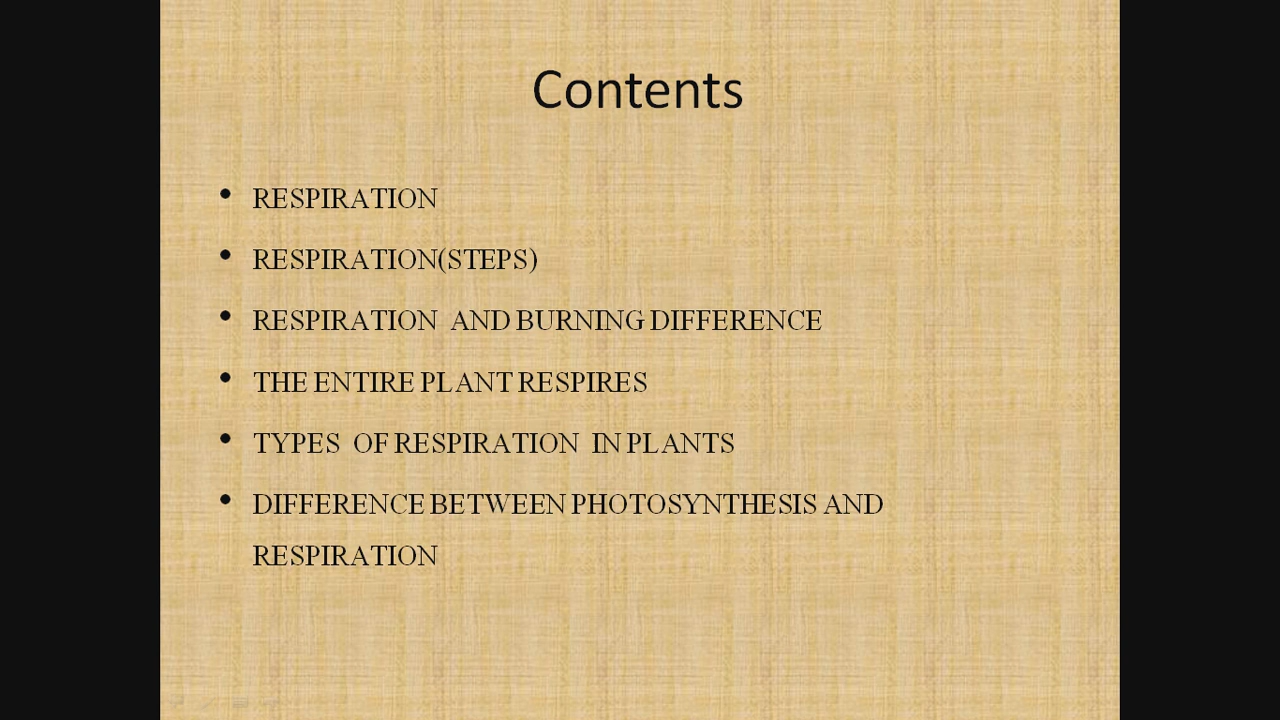 Contents
• RESPIRATION
• RESPIRATION(STEPS)
• RESPIRATION AND BURNING DIFFERENCE
• THE ENTIRE PLANT RESPIRES
• TYPES OF RESPIRATION IN PLANTS
• DIFFERENCE BETWEEN PHOTOSYNTHESIS AND
RESPIRATION